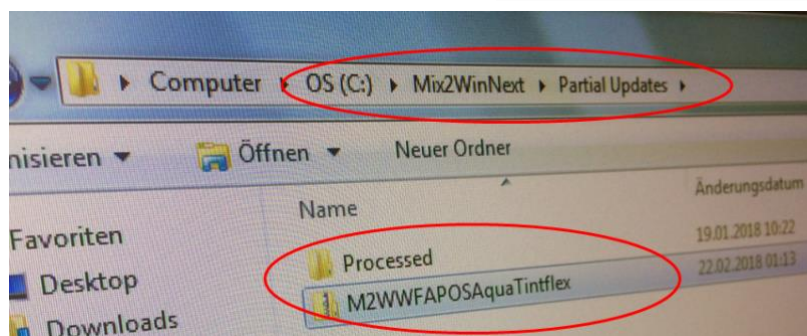 Computer ▸ OS (C:) ▸ Mix2WinNext ▸ Partial Updates ▸
nisieren ▼ Öffnen ▼ Neuer Ordner
Name Änderungsdatum
Favoriten
Processed 19.01.2018 10:22
Desktop
M2WWFAPOSAquaTintflex 22.02.2018 01:13
Downloads